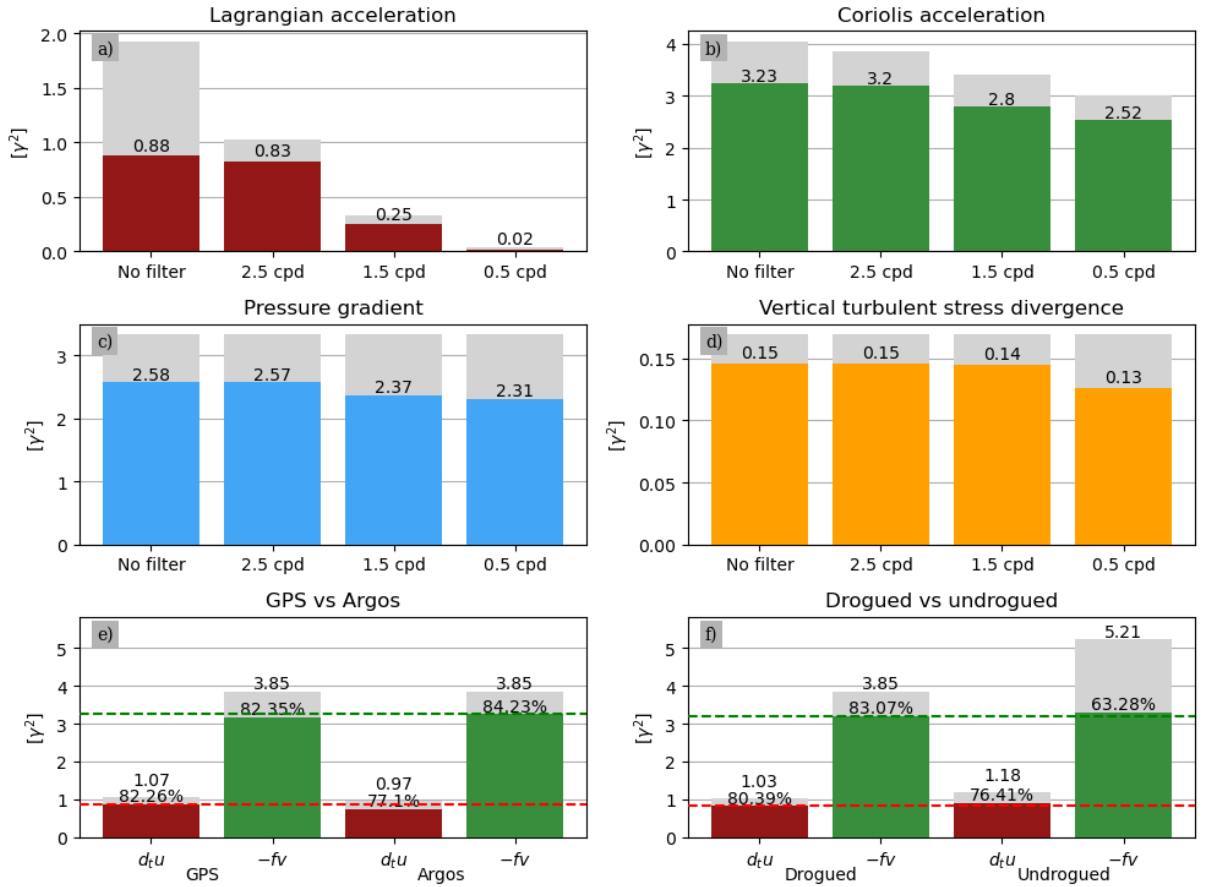 Lagrangian acceleration
a)
[γ²]
2.0
1.5
1.0
0.5
0.0
0.88
0.83
0.25
0.02
No filter
2.5 cpd
1.5 cpd
0.5 cpd
Coriolis acceleration
b)
[γ²]
4
3
2
1
0
3.23
3.2
2.8
2.52
No filter
2.5 cpd
1.5 cpd
0.5 cpd
Pressure gradient
c)
[γ²]
3
2
1
0
2.58
2.57
2.37
2.31
No filter
2.5 cpd
1.5 cpd
0.5 cpd
Vertical turbulent stress divergence
d)
[γ²]
0.15
0.10
0.05
0.00
0.15
0.15
0.14
0.13
No filter
2.5 cpd
1.5 cpd
0.5 cpd
GPS vs Argos
e)
[γ²]
5
4
3
2
1
0
1.07
82.26%
3.85
82.35%
0.97
77.1%
3.85
84.23%
dₜu
−fv
dₜu
−fv
GPS
Argos
Drogued vs undrogued
f)
[γ²]
5
4
3
2
1
0
1.03
80.39%
3.85
83.07%
1.18
76.41%
5.21
63.28%
dₜu
−fv
dₜu
−fv
Drogued
Undrogued